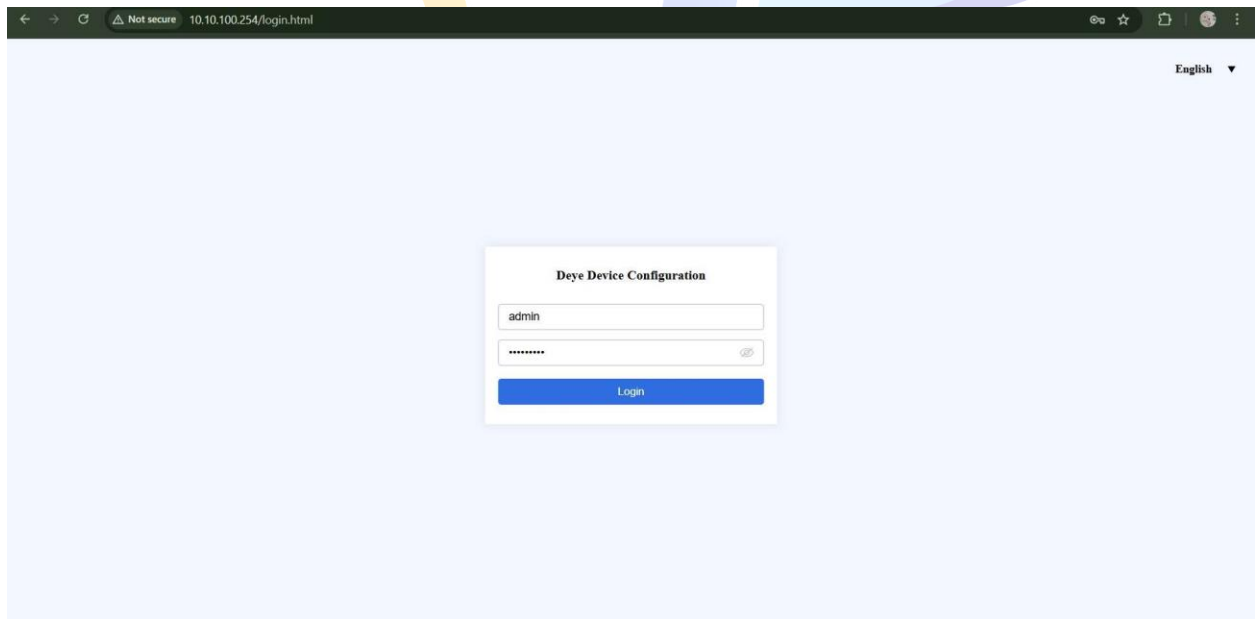 Not secure 10.10.100.254/login.html
English
Deye Device Configuration
admin
•••••••••
Login